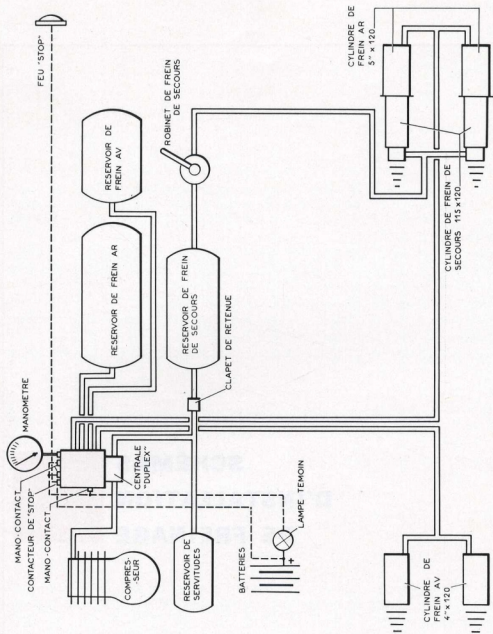 FEU "STOP"
MANOMETRE
MANO-CONTACT
CONTACTEUR DE "STOP"
MANO-CONTACT
COMPRES-
SEUR
CENTRALE
"DUPLEX"
RESERVOIR DE
SERVITUDES
BATTERIES
+
LAMPE TEMOIN
RESERVOIR DE FREIN AR
RESERVOIR DE
FREIN AV
RESERVOIR DE FREIN
DE SECOURS
CLAPET DE RETENUE
ROBINET DE FREIN
DE SECOURS
CYLINDRE DE
FREIN AR
5" x 120
CYLINDRE DE FREIN DE
SECOURS 115 x 120
CYLINDRE DE
FREIN AV
4" x 120